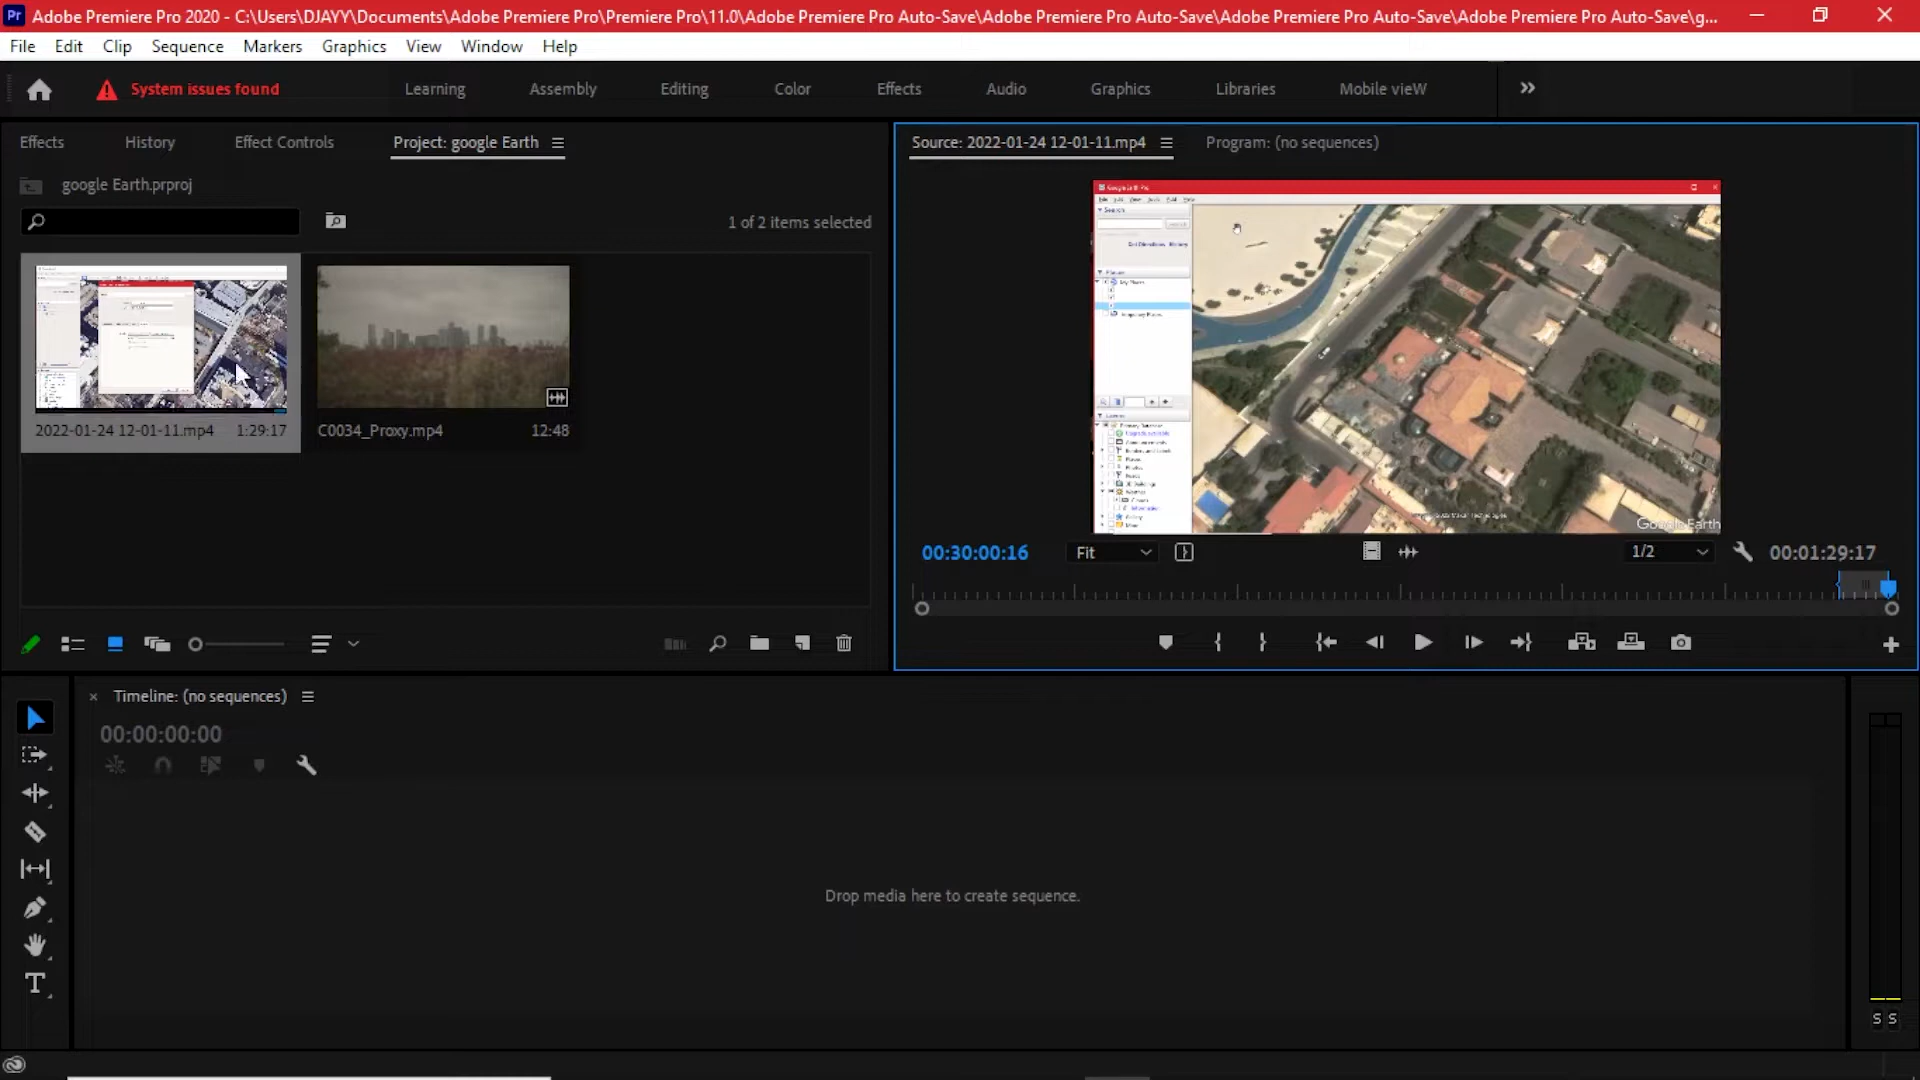 Adobe Premiere Pro 2020 - C:\Users\DJAYY\Documents\Adobe Premiere Pro\Premiere Pro\11.0\Adobe Premiere Pro Auto-Save\Adobe Premiere Pro Auto-Save\Adobe Premiere Pro Auto-Save\Adobe Premiere Pro Auto-Save\g...
File Edit Clip Sequence Markers Graphics View Window Help
System issues found Learning Assembly Editing Color Effects Audio Graphics Libraries Mobile vieW
Effects History Effect Controls Project: google Earth
Source: 2022-01-24 12-01-11.mp4 Program: (no sequences)
google Earth.prproj
1 of 2 items selected
2022-01-24 12-01-11.mp4 1:29:17
C0034_Proxy.mp4 12:48
Google Earth
00:30:00:16 Fit 1/2 00:01:29:17
Timeline: (no sequences)
00:00:00:00
Drop media here to create sequence.
S S